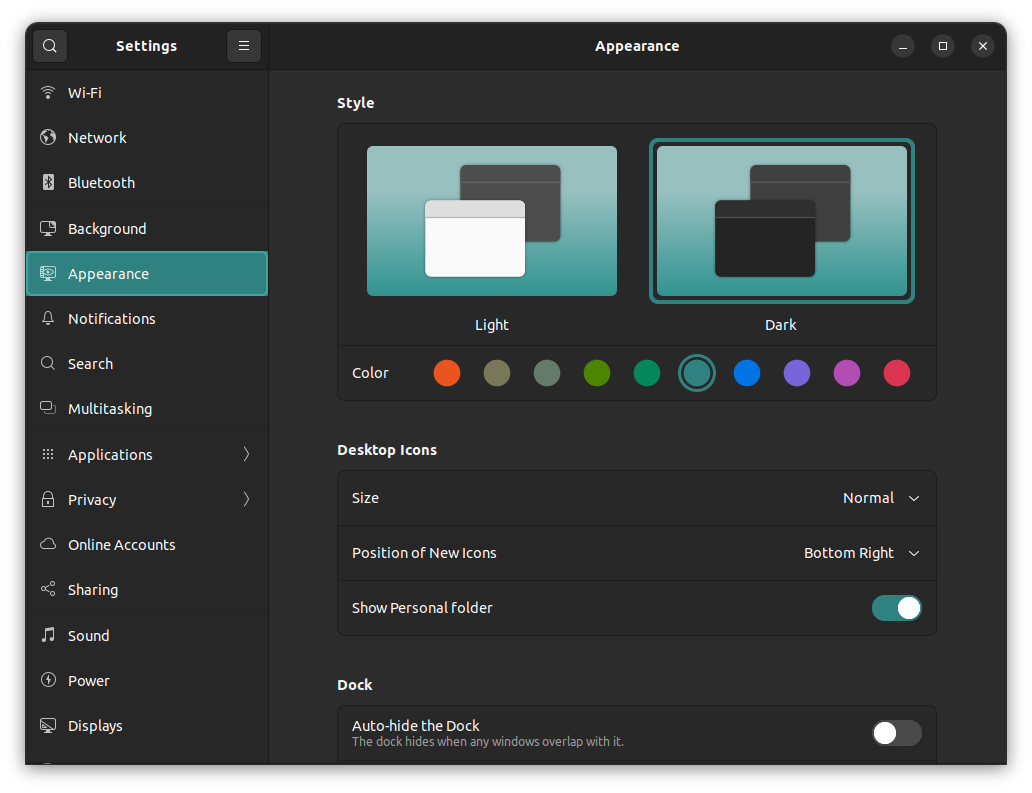 Settings
Appearance
Wi-Fi
Network
Bluetooth
Background
Appearance
Notifications
Search
Multitasking
Applications
Privacy
Online Accounts
Sharing
Sound
Power
Displays
Style
Light
Dark
Color
Desktop Icons
Size
Normal
Position of New Icons
Bottom Right
Show Personal folder
Dock
Auto-hide the Dock
The dock hides when any windows overlap with it.